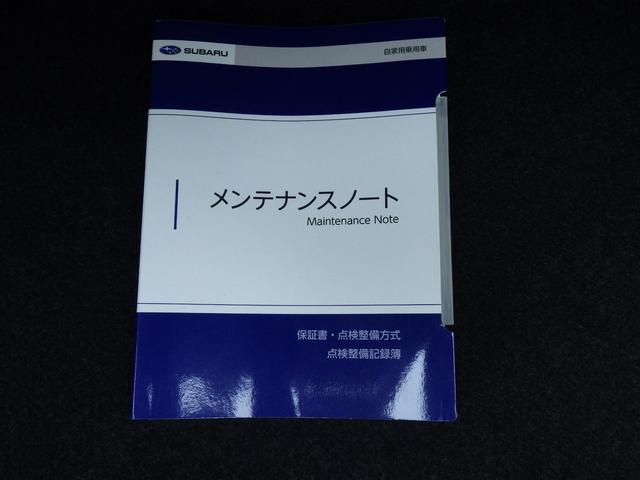 SUBARU
自家用乗用車
メンテナンスノート
Maintenance Note
保証書・点検整備方式
点検整備記録簿